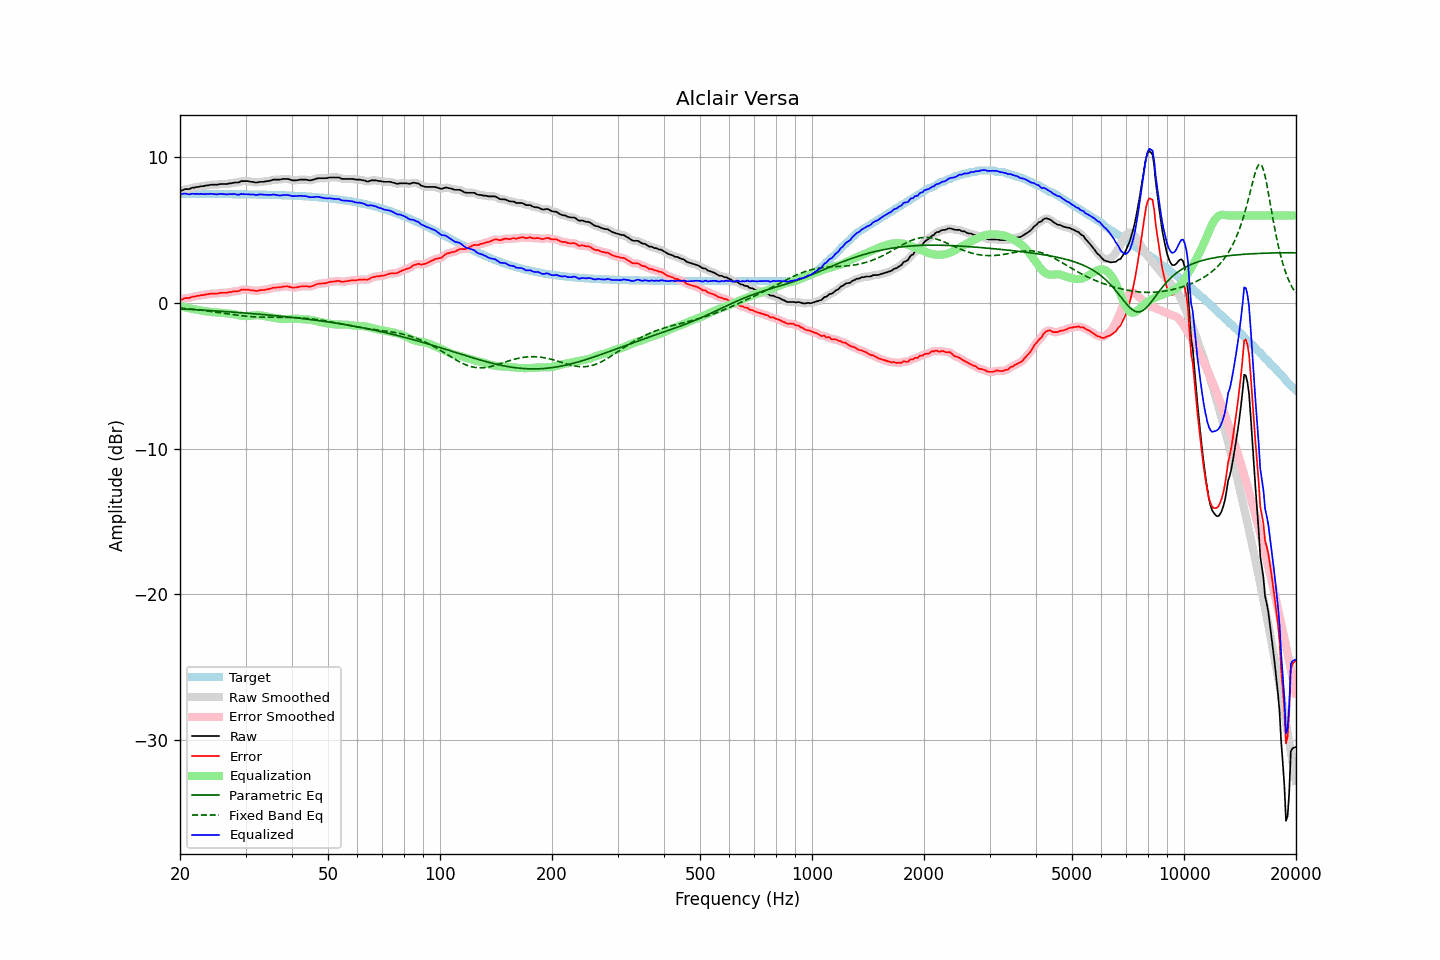 Alclair Versa
10
0
−10
−20
−30
Amplitude (dBr)
Target
Raw Smoothed
Error Smoothed
Raw
Error
Equalization
Parametric Eq
Fixed Band Eq
Equalized
20 50 100 200 500 1000 2000 5000 10000 20000
Frequency (Hz)